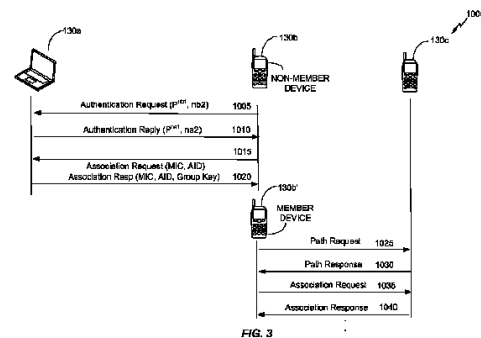 100
130a
130b
130c
NON-MEMBER
DEVICE
Authentication Request (Pnb1, nb2) 1005
Authentication Reply (Pna1, na2) 1010
1015
Association Request (MIC, AID)
Association Resp (MIC, AID, Group Key) 1020
130b'
MEMBER
DEVICE
Path Request 1025
Path Response 1030
Association Request 1035
Association Response 1040
FIG. 3